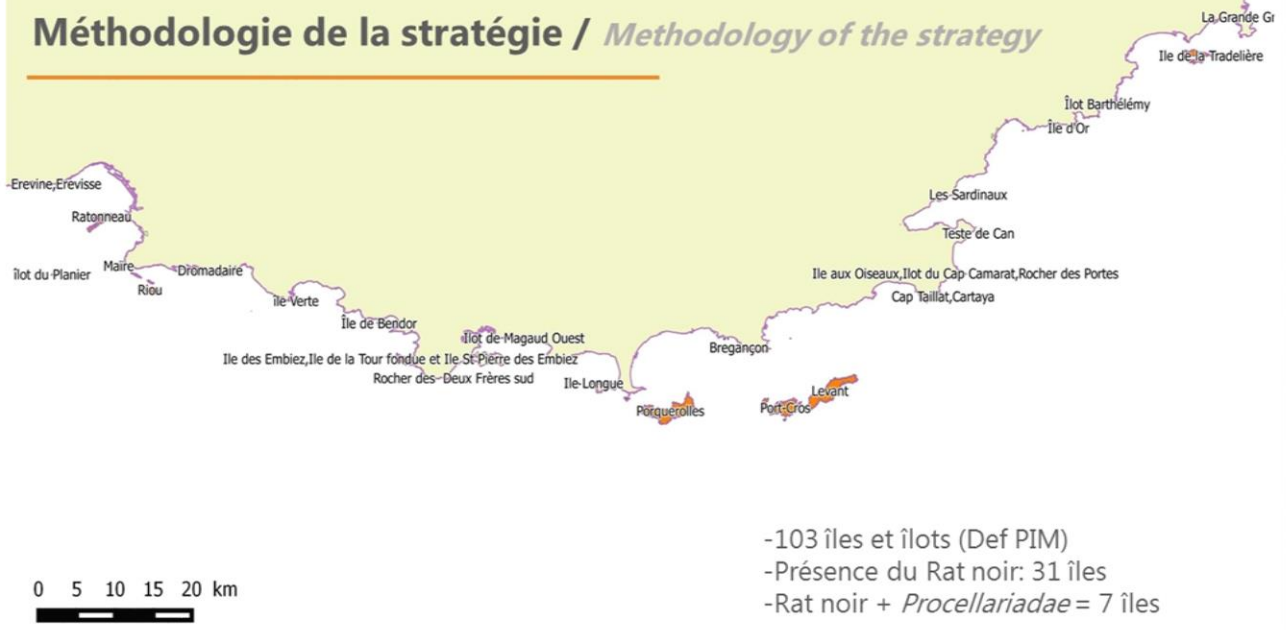 Méthodologie de la stratégie / Methodology of the strategy
La Grande Gr
Ile de la Tradelière
Îlot Barthélémy
Île d'Or
Erevine,Erevisse
Les Sardinaux
Ratonneau
Teste de Can
Maïre
Dromadaire
îlot du Planier
Ile aux Oiseaux,Ilot du Cap Camarat,Rocher des Portes
Riou
Cap Taillat,Cartaya
île Verte
Île de Bendor
Ilot de Magaud Ouest
Bregançon
Ile des Embiez,Ile de la Tour fondue et Ile St Pierre des Embiez
Rocher des Deux Frères sud
Ile Longue
Levant
Porquerolles
Port-Cros
-103 îles et îlots (Def PIM)
-Présence du Rat noir: 31 îles
-Rat noir + Procellariadae = 7 îles
0 5 10 15 20 km